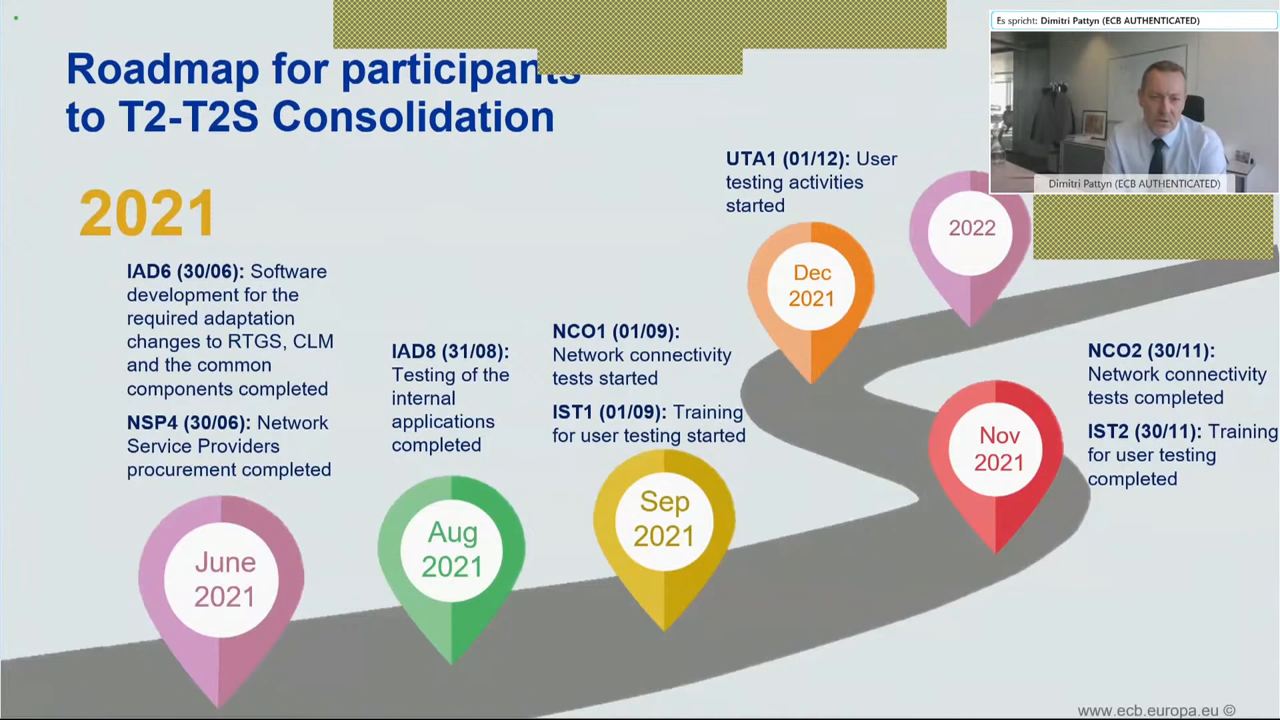 Roadmap for participants
to T2-T2S Consolidation
Es spricht: Dimitri Pattyn (ECB AUTHENTICATED)
Dimitri Pattyn (ECB AUTHENTICATED)
2021
IAD6 (30/06): Software
development for the
required adaptation
changes to RTGS, CLM
and the common
components completed
NSP4 (30/06): Network
Service Providers
procurement completed
June
2021
IAD8 (31/08):
Testing of the
internal
applications
completed
Aug
2021
NCO1 (01/09):
Network connectivity
tests started
IST1 (01/09): Training
for user testing started
Sep
2021
NCO2 (30/11):
Network connectivity
tests completed
IST2 (30/11): Training
for user testing
completed
Nov
2021
UTA1 (01/12): User
testing activities
started
Dec
2021
2022
www.ecb.europa.eu ©